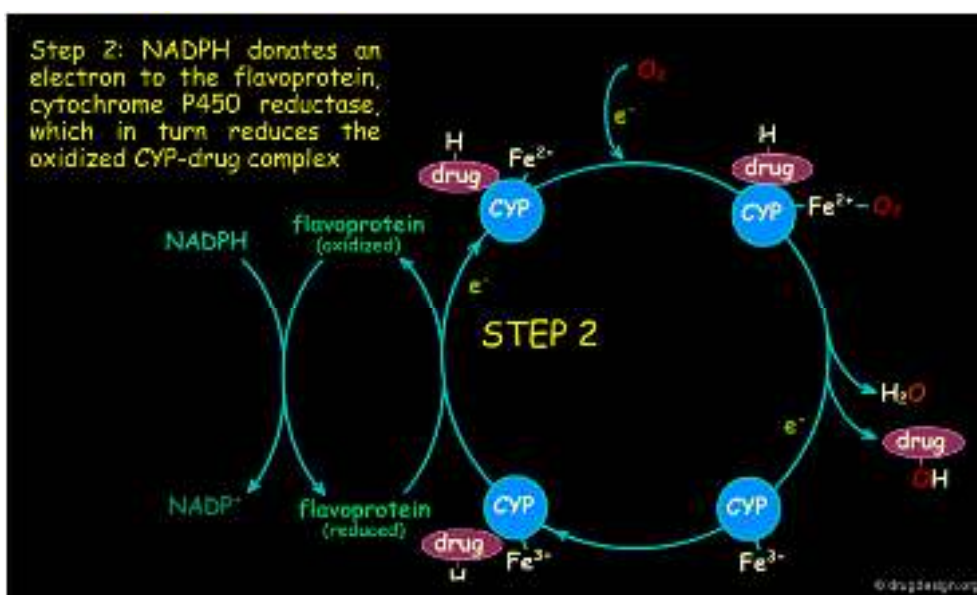 Step 2: NADPH donates an
electron to the flavoprotein,
cytochrome P450 reductase,
which in turn reduces the
oxidized CYP-drug complex
O₂
e⁻
H
drug
Fe²⁺
CYP
H
drug
CYP
Fe²⁺
O₂
NADPH
flavoprotein
(oxidized)
e⁻
STEP 2
H₂O
drug
OH
e⁻
NADP⁺
flavoprotein
(reduced)
CYP
drug
H
Fe³⁺
CYP
Fe³⁺
© drugdesign.org